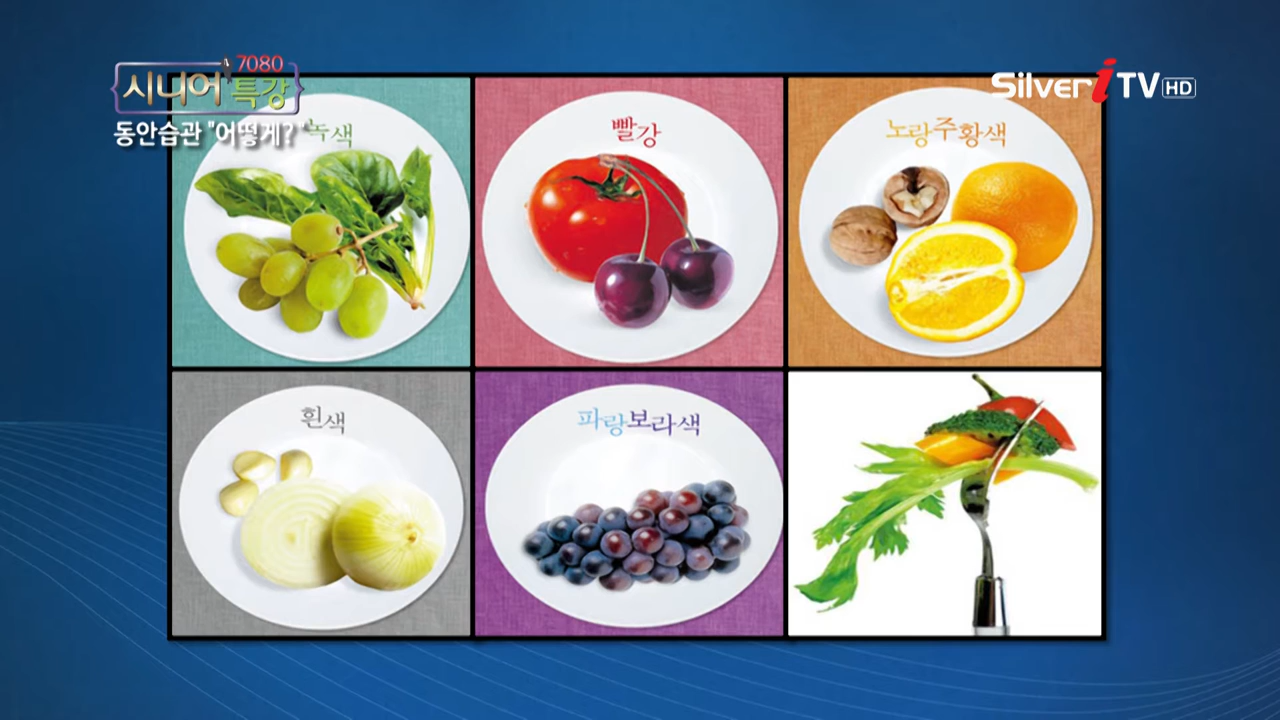 7080
시니어 특강
동안습관 "어떻게?"
Silver i TV HD
녹색
빨강
노랑주황색
흰색
파랑보라색